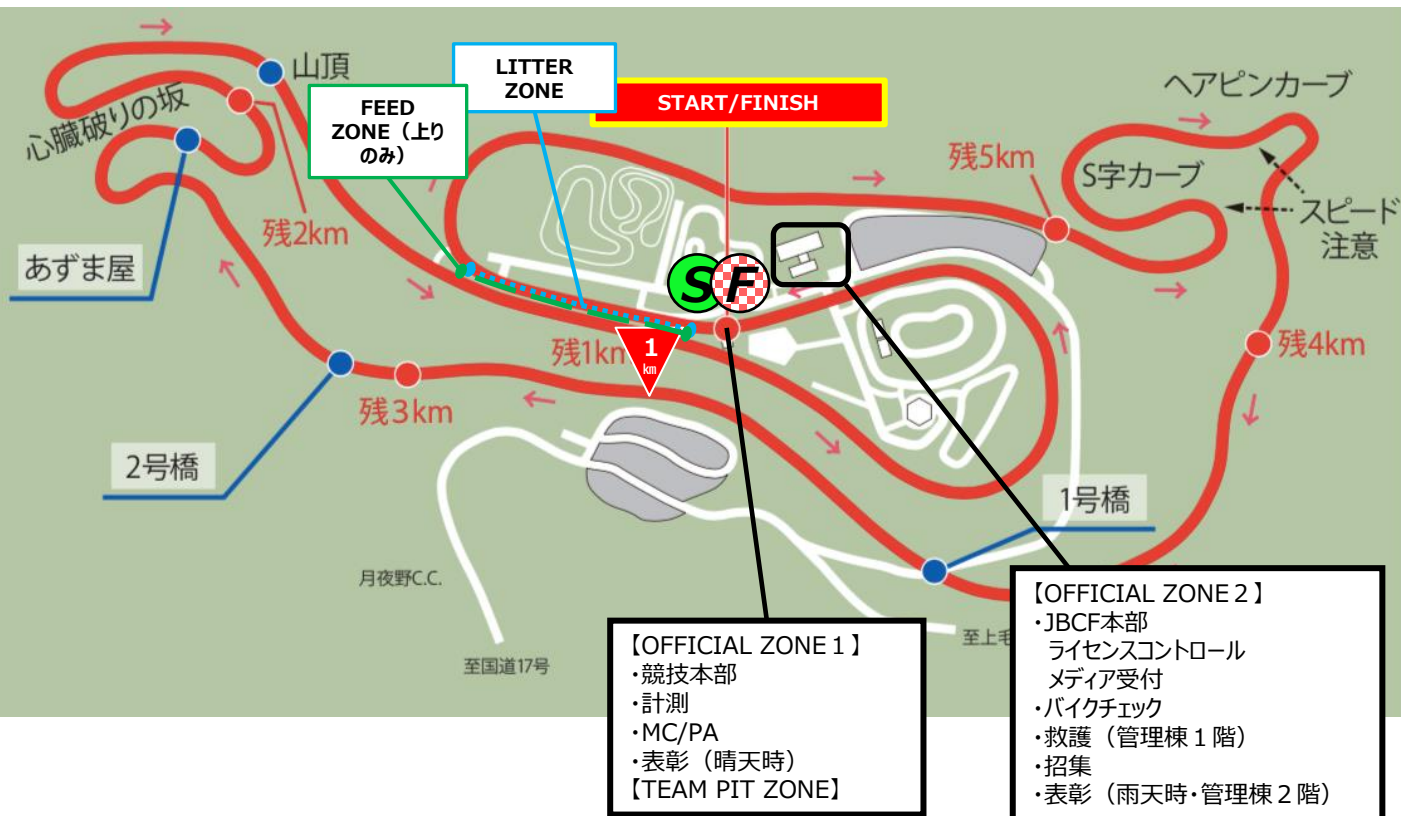 山頂
LITTER
ZONE
START/FINISH
FEED
ZONE（上り
のみ）
心臓破りの坂
ヘアピンカーブ
残5km
S字カーブ
スピード
注意
残2km
あずま屋
S
F
残1km
1
km
残4km
残3km
2号橋
1号橋
月夜野C.C.
至国道17号
至上毛
【OFFICIAL ZONE１】
・競技本部
・計測
・MC/PA
・表彰（晴天時）
【TEAM PIT ZONE】
【OFFICIAL ZONE２】
・JBCF本部
ライセンスコントロール
メディア受付
・バイクチェック
・救護（管理棟１階）
・招集
・表彰（雨天時・管理棟２階）